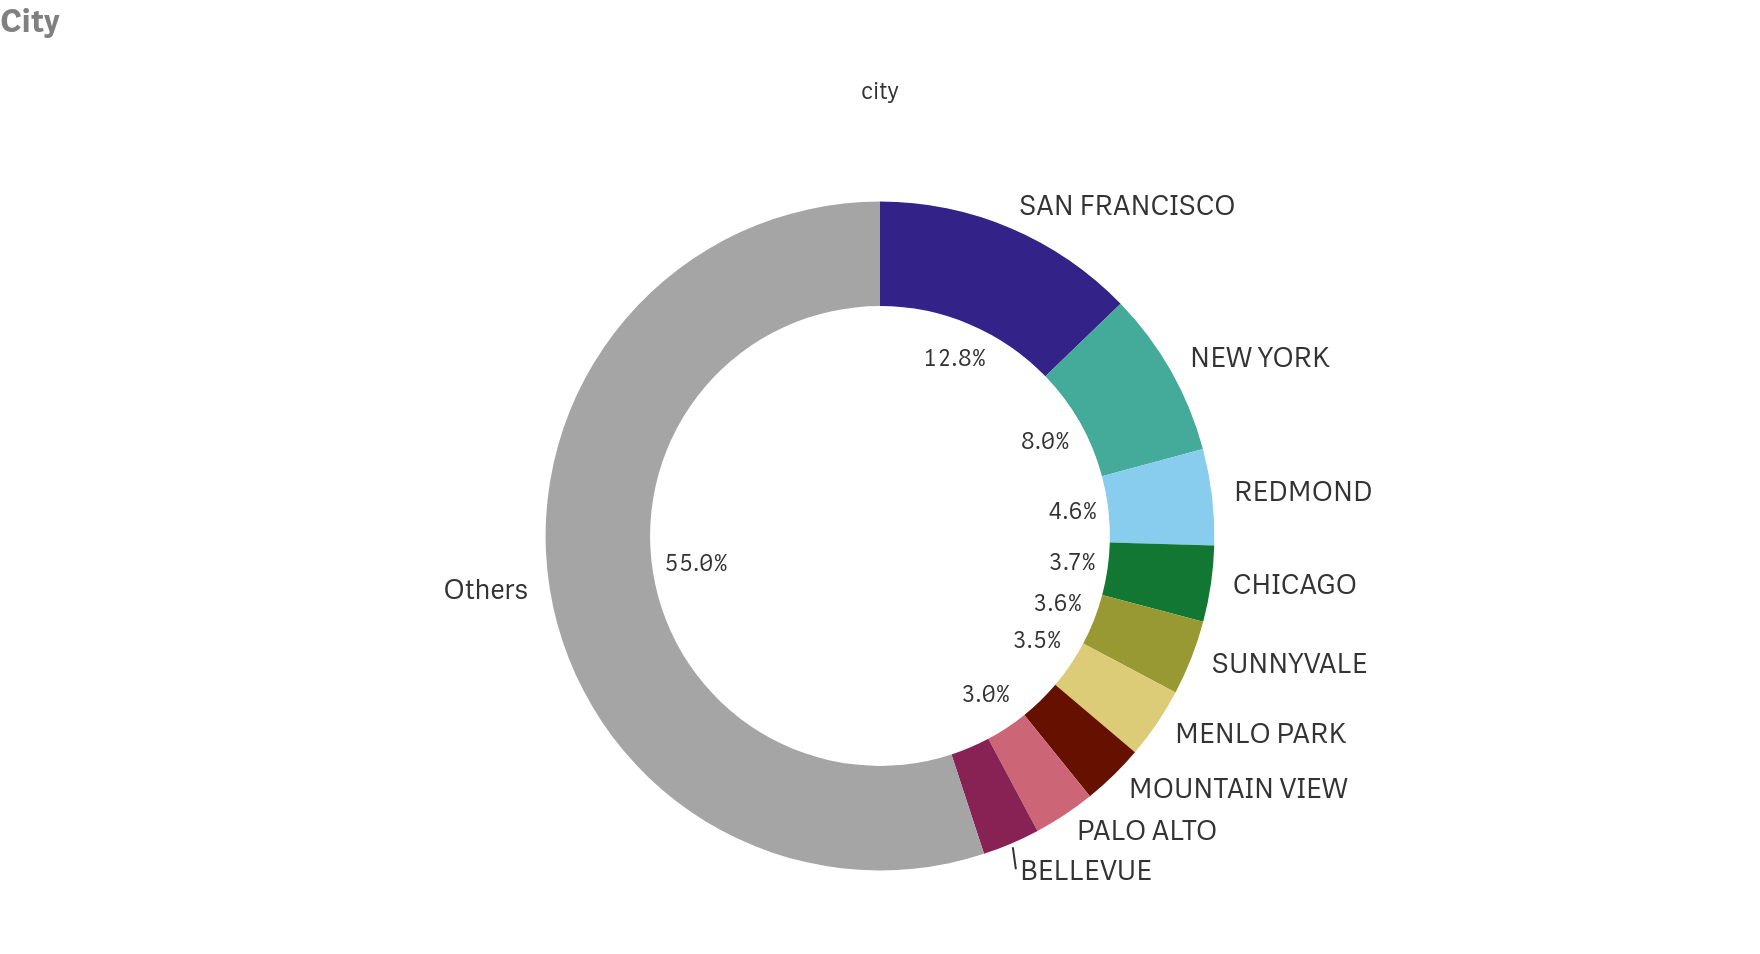 City
city
SAN FRANCISCO
12.8%
NEW YORK
8.0%
REDMOND
4.6%
3.7%
CHICAGO
3.6%
SUNNYVALE
3.5%
MENLO PARK
3.0%
MOUNTAIN VIEW
PALO ALTO
BELLEVUE
55.0%
Others